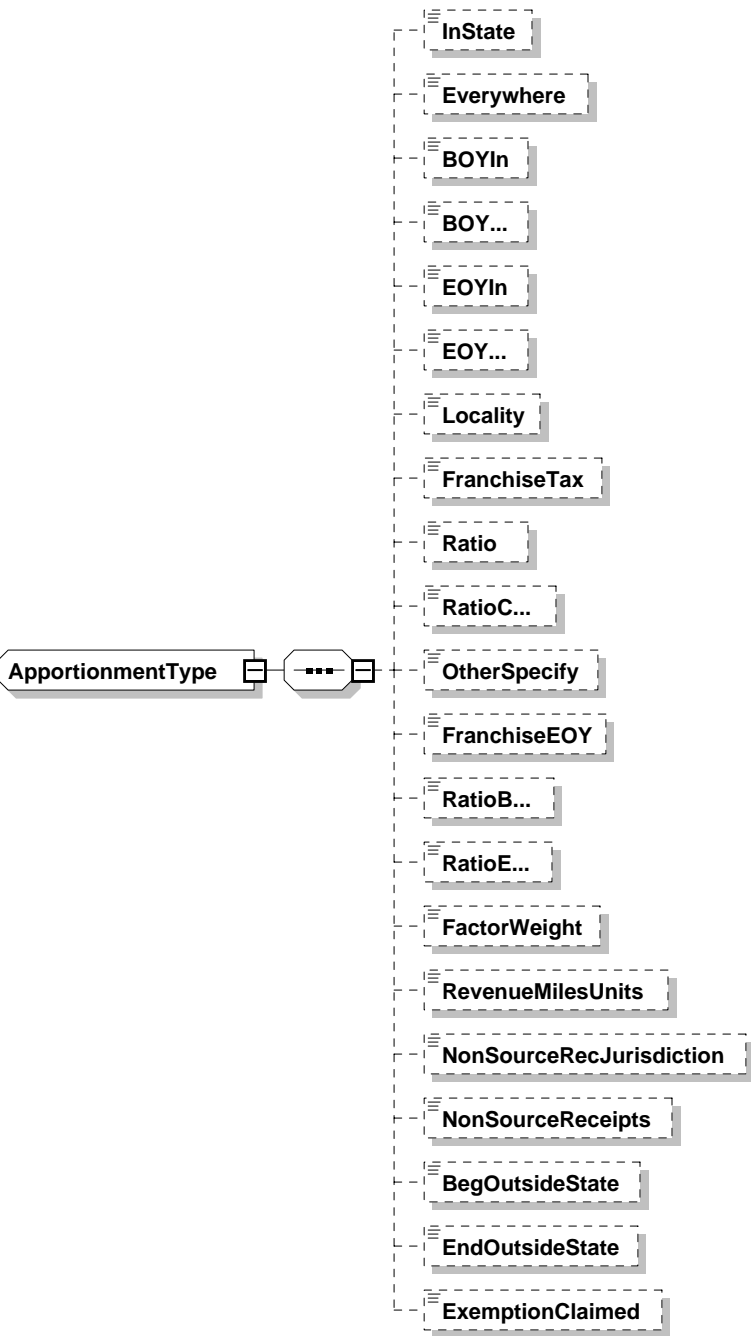 InState
Everywhere
BOYIn
BOY...
EOYIn
EOY...
Locality
FranchiseTax
Ratio
RatioC...
ApportionmentType
OtherSpecify
FranchiseEOY
RatioB...
RatioE...
FactorWeight
RevenueMilesUnits
NonSourceRecJurisdiction
NonSourceReceipts
BegOutsideState
EndOutsideState
ExemptionClaimed